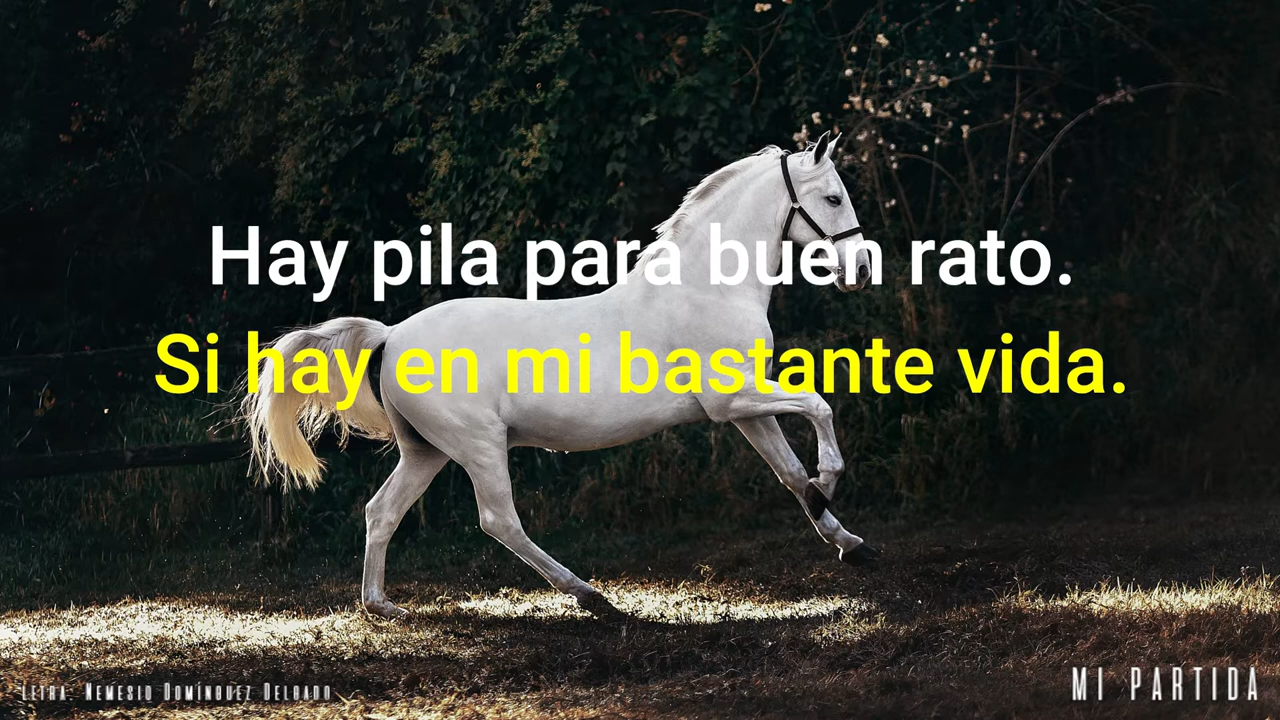 Hay pila para buen rato.
Si hay en mi bastante vida.
Letra: Nemesio Domínguez Delgado
MI PARTIDA